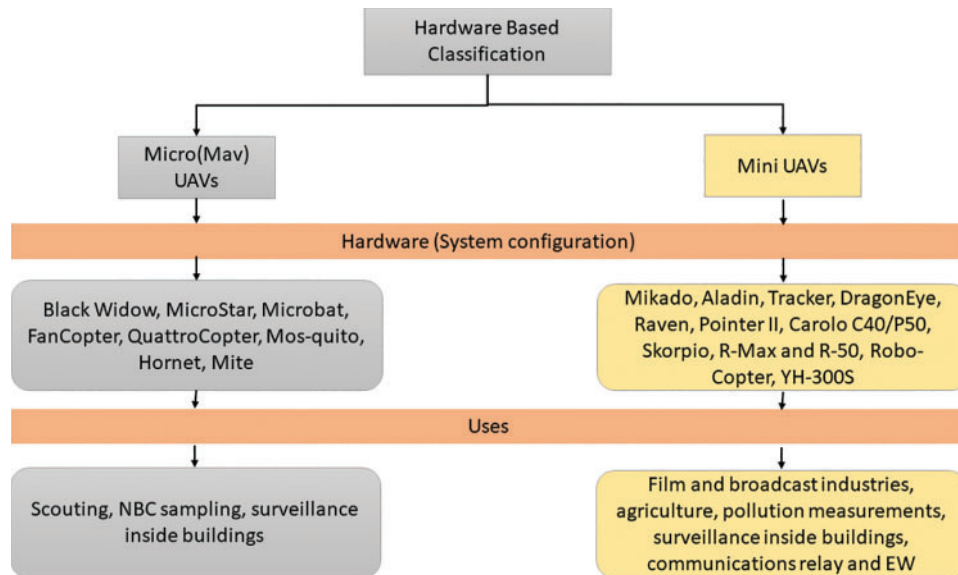 Hardware Based
Classification
Micro(Mav)
UAVs
Mini UAVs
Hardware (System configuration)
Black Widow, MicroStar, Microbat,
FanCopter, QuattroCopter, Mos-quito,
Hornet, Mite
Mikado, Aladin, Tracker, DragonEye,
Raven, Pointer II, Carolo C40/P50,
Skorpio, R-Max and R-50, Robo-
Copter, YH-300S
Uses
Scouting, NBC sampling, surveillance
inside buildings
Film and broadcast industries,
agriculture, pollution measurements,
surveillance inside buildings,
communications relay and EW